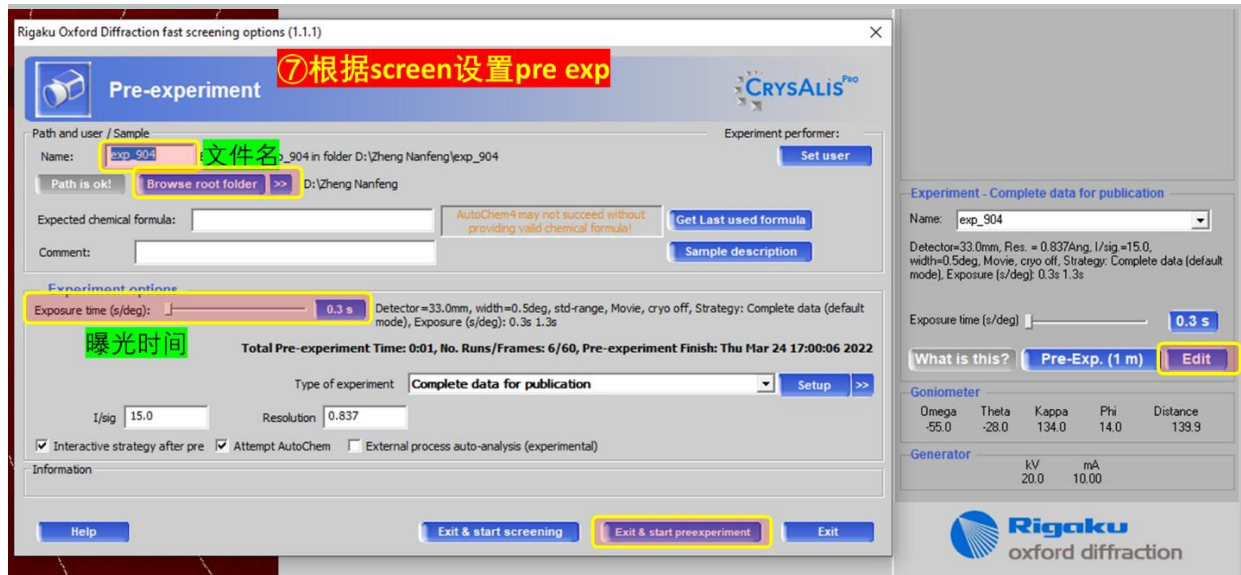 Rigaku Oxford Diffraction fast screening options (1.1.1)
⑦根据screen设置pre exp
Pre-experiment
CRYSALIS PRO
Path and user / Sample
Experiment performer:
Name:
exp_904
文件名
_904 in folder D:\Zheng Nanfeng\exp_904
Set user
Path is ok!
Browse root folder
>>
D:\Zheng Nanfeng
Expected chemical formula:
AutoChem4 may not succeed without
providing valid chemical formula!
Get Last used formula
Comment:
Sample description
Experiment options
Exposure time (s/deg):
0.3 s
Detector=33.0mm, width=0.5deg, std-range, Movie, cryo off, Strategy: Complete data (default
mode), Exposure (s/deg): 0.3s 1.3s
曝光时间
Total Pre-experiment Time: 0:01, No. Runs/Frames: 6/60, Pre-experiment Finish: Thu Mar 24 17:00:06 2022
Type of experiment
Complete data for publication
Setup
>>
I/sig
15.0
Resolution
0.837
Interactive strategy after pre
Attempt AutoChem
External process auto-analysis (experimental)
Information
Help
Exit & start screening
Exit & start preexperiment
Exit
Experiment - Complete data for publication
Name:
exp_904
Detector=33.0mm, Res. = 0.837Ang, I/sig.=15.0,
width=0.5deg, Movie, cryo off, Strategy: Complete data (default
mode), Exposure (s/deg): 0.3s 1.3s
Exposure time (s/deg)
0.3 s
What is this?
Pre-Exp. (1 m)
Edit
Goniometer
Omega Theta Kappa Phi Distance
-55.0 -28.0 134.0 14.0 139.9
Generator
kV mA
20.0 10.00
Rigaku
oxford diffraction